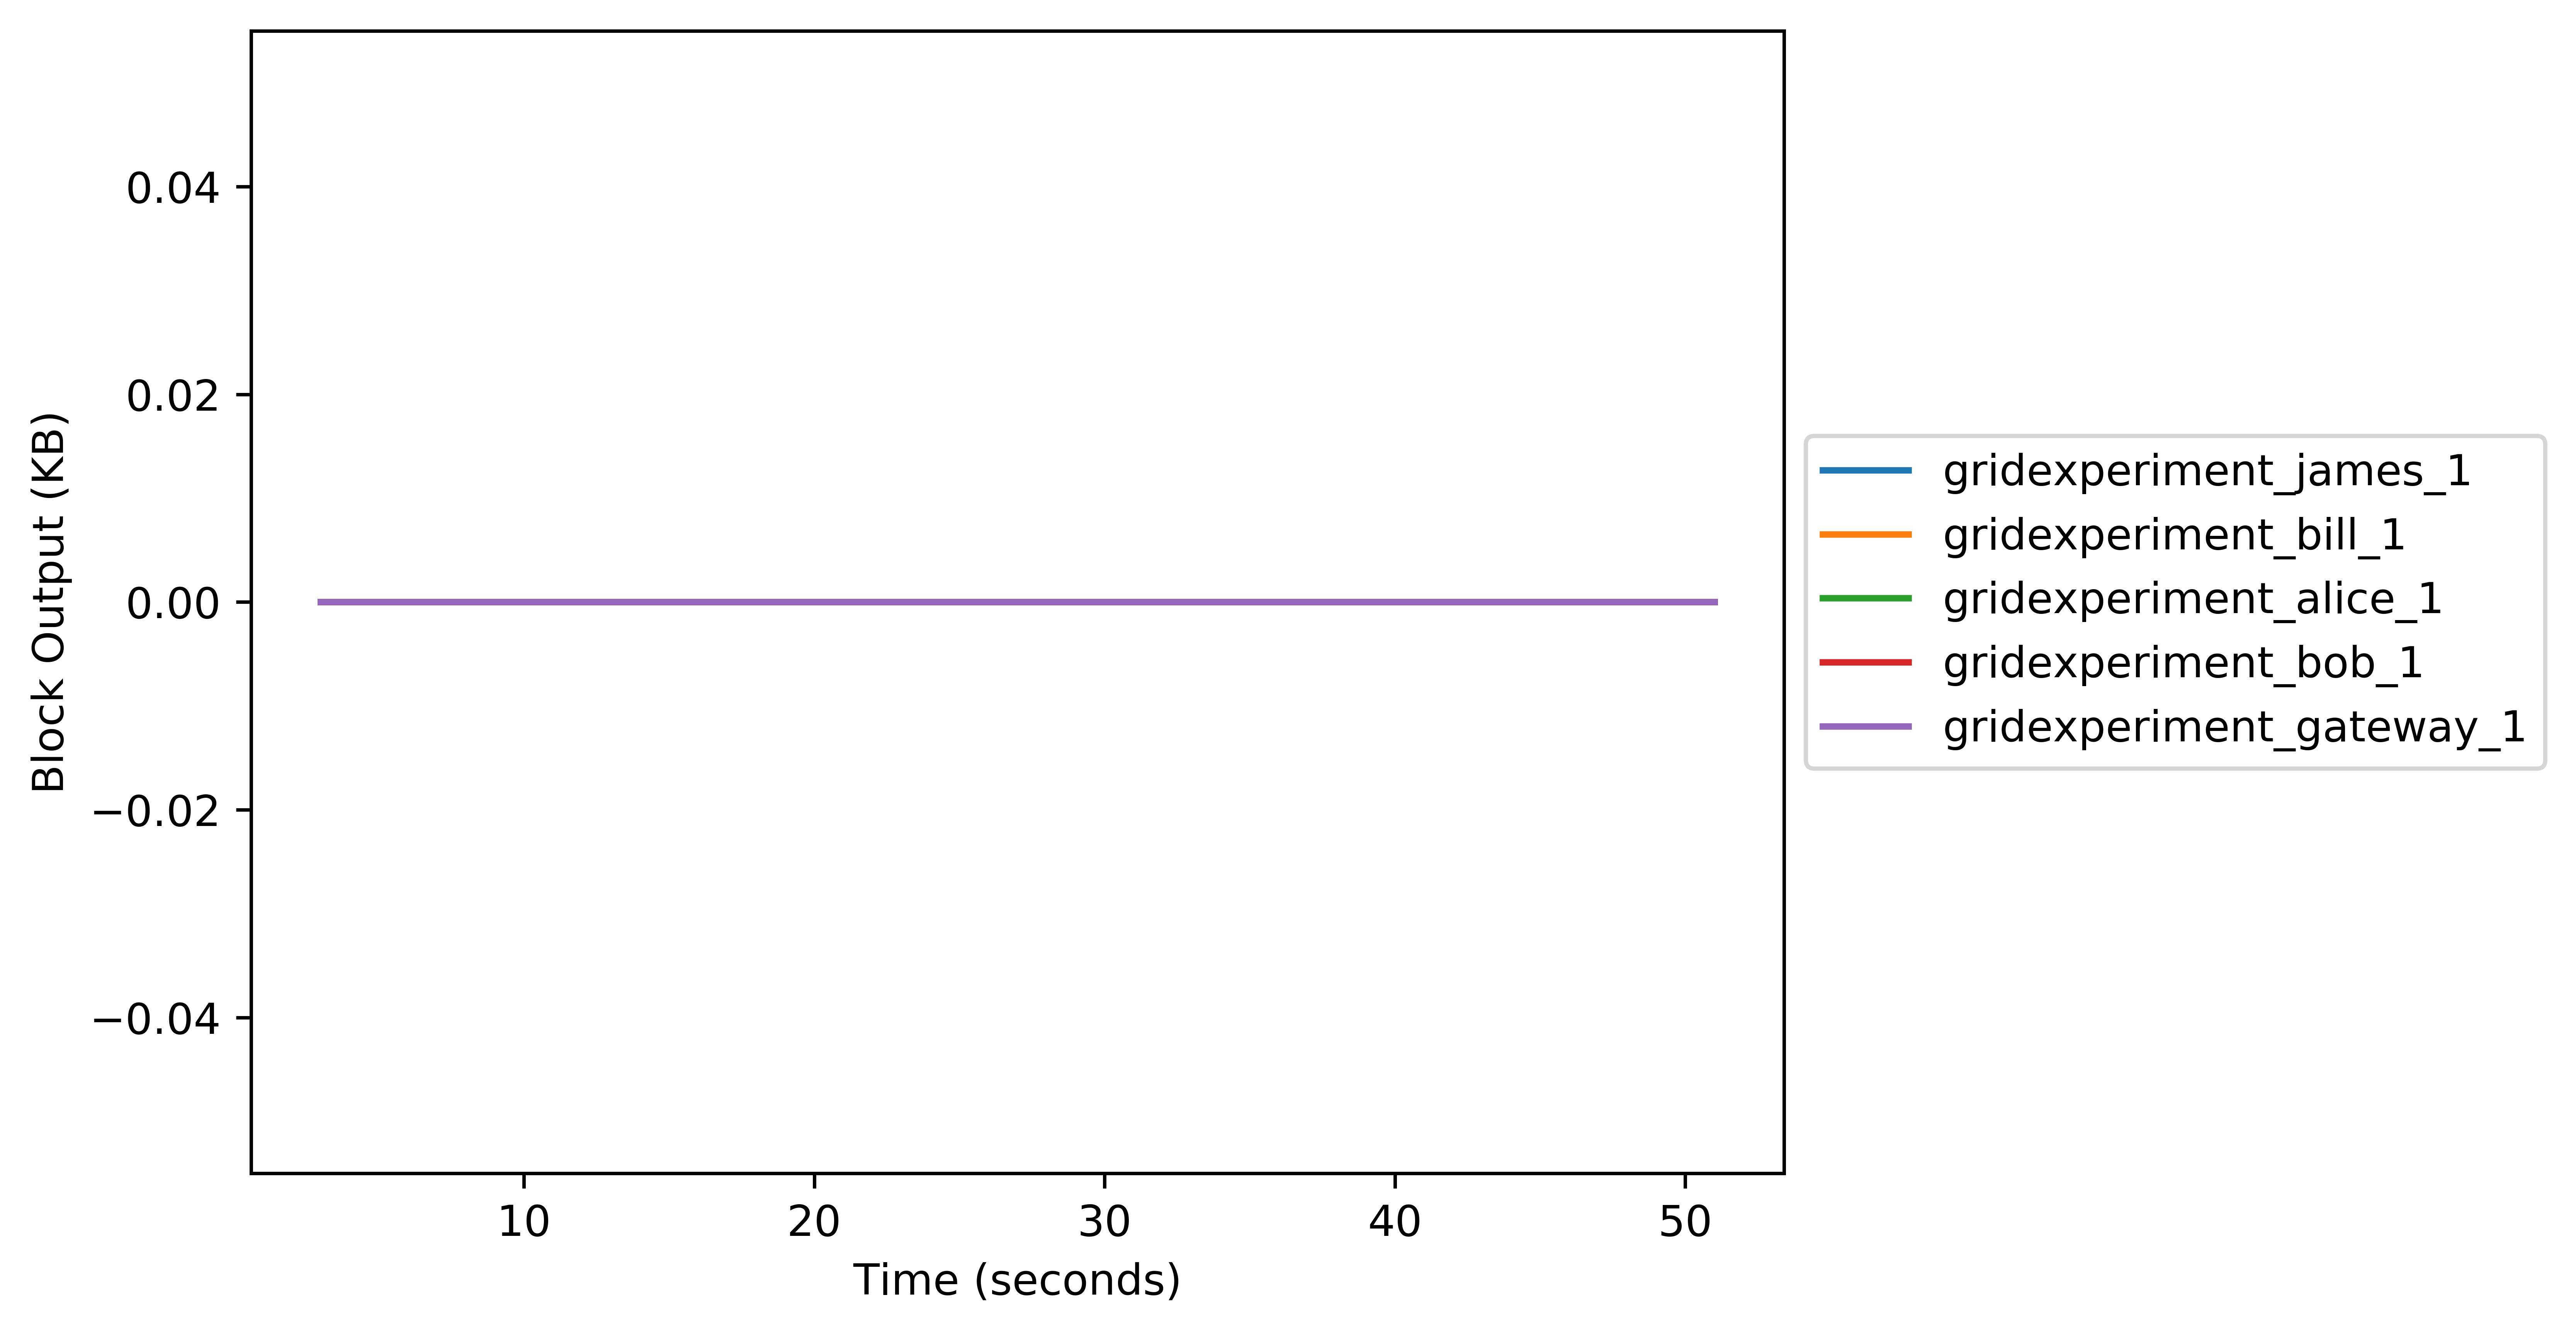 0.04
0.02
0.00
−0.02
−0.04
Block Output (KB)
10 20 30 40 50
Time (seconds)
gridexperiment_james_1
gridexperiment_bill_1
gridexperiment_alice_1
gridexperiment_bob_1
gridexperiment_gateway_1